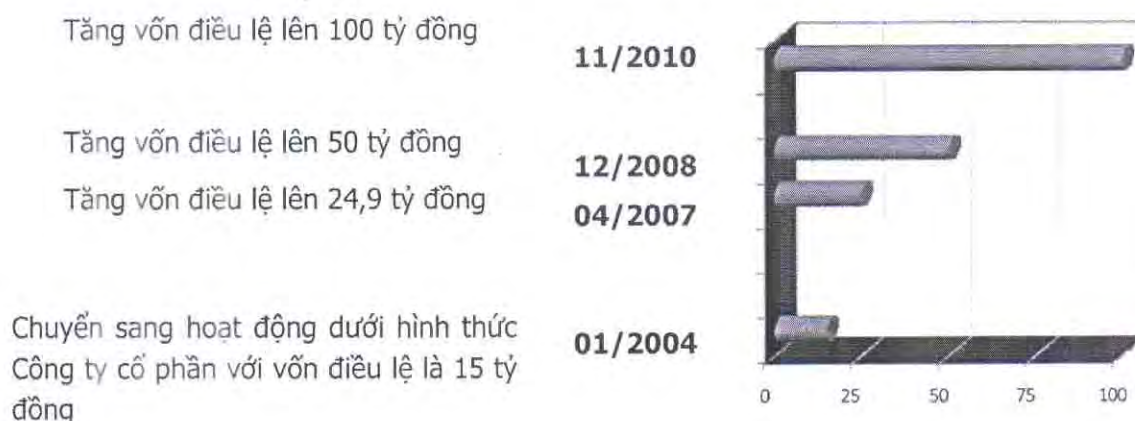 Tăng vốn điều lệ lên 100 tỷ đồng
11/2010
Tăng vốn điều lệ lên 50 tỷ đồng
12/2008
Tăng vốn điều lệ lên 24,9 tỷ đồng
04/2007
Chuyển sang hoạt động dưới hình thức
Công ty cổ phần với vốn điều lệ là 15 tỷ
đồng
01/2004
0 25 50 75 100